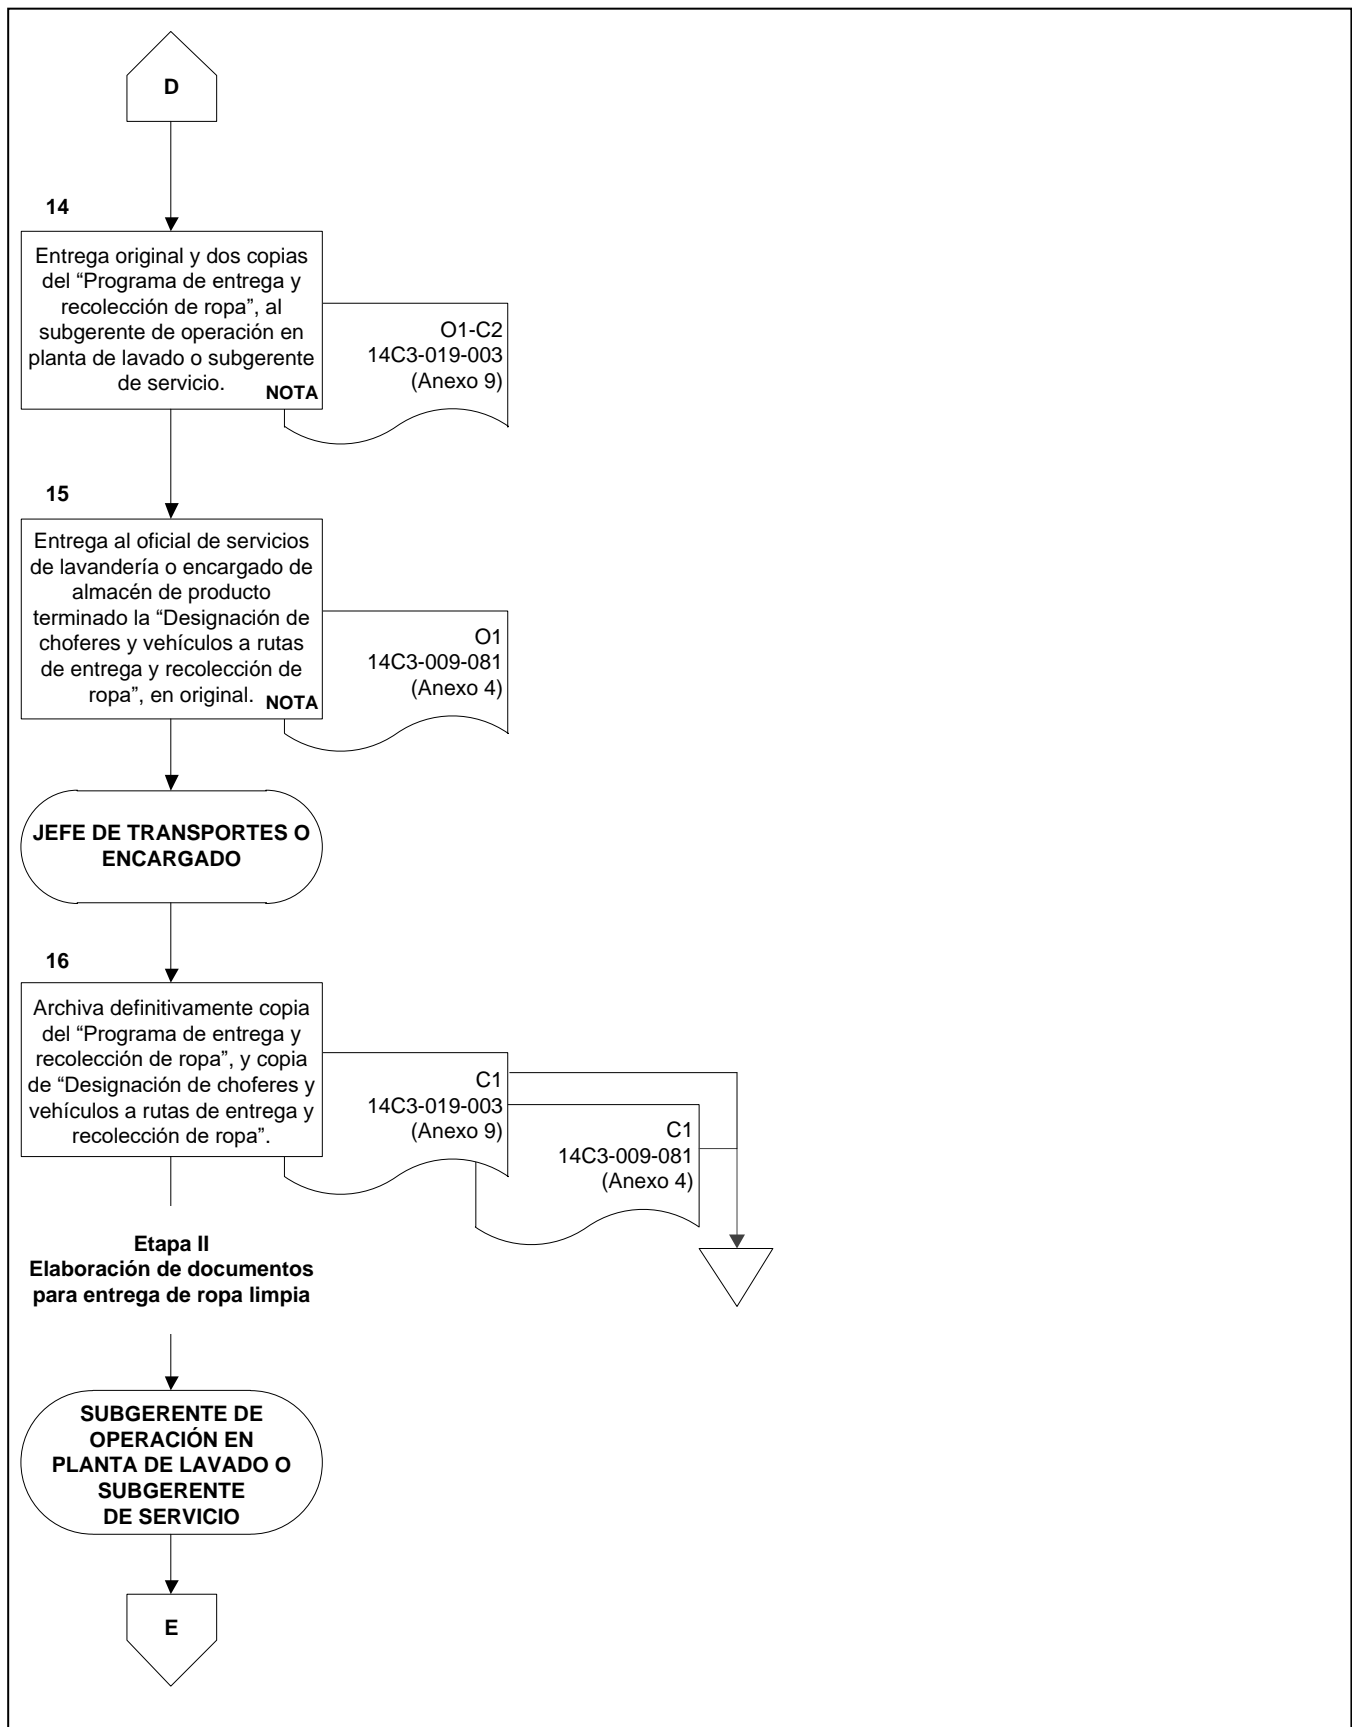 D
14
Entrega original y dos copias
del “Programa de entrega y
recolección de ropa”, al
subgerente de operación en
planta de lavado o subgerente
de servicio.
NOTA
O1-C2
14C3-019-003
(Anexo 9)
15
Entrega al oficial de servicios
de lavandería o encargado de
almacén de producto
terminado la “Designación de
choferes y vehículos a rutas
de entrega y recolección de
ropa”, en original.
NOTA
O1
14C3-009-081
(Anexo 4)
JEFE DE TRANSPORTES O
ENCARGADO
16
Archiva definitivamente copia
del “Programa de entrega y
recolección de ropa”, y copia
de “Designación de choferes y
vehículos a rutas de entrega y
recolección de ropa”.
C1
14C3-019-003
(Anexo 9)
C1
14C3-009-081
(Anexo 4)
Etapa II
Elaboración de documentos
para entrega de ropa limpia
SUBGERENTE DE
OPERACIÓN EN
PLANTA DE LAVADO O
SUBGERENTE
DE SERVICIO
E